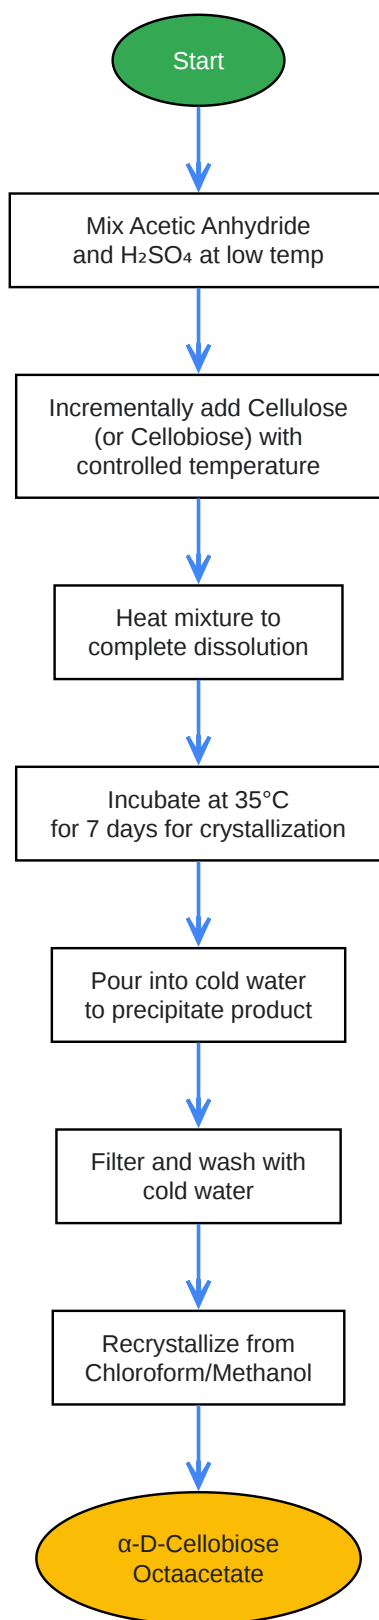 Start
Mix Acetic Anhydride
and H₂SO₄ at low temp
Incrementally add Cellulose
(or Cellobiose) with
controlled temperature
Heat mixture to
complete dissolution
Incubate at 35°C
for 7 days for crystallization
Pour into cold water
to precipitate product
Filter and wash with
cold water
Recrystallize from
Chloroform/Methanol
α-D-Cellobiose
Octaacetate